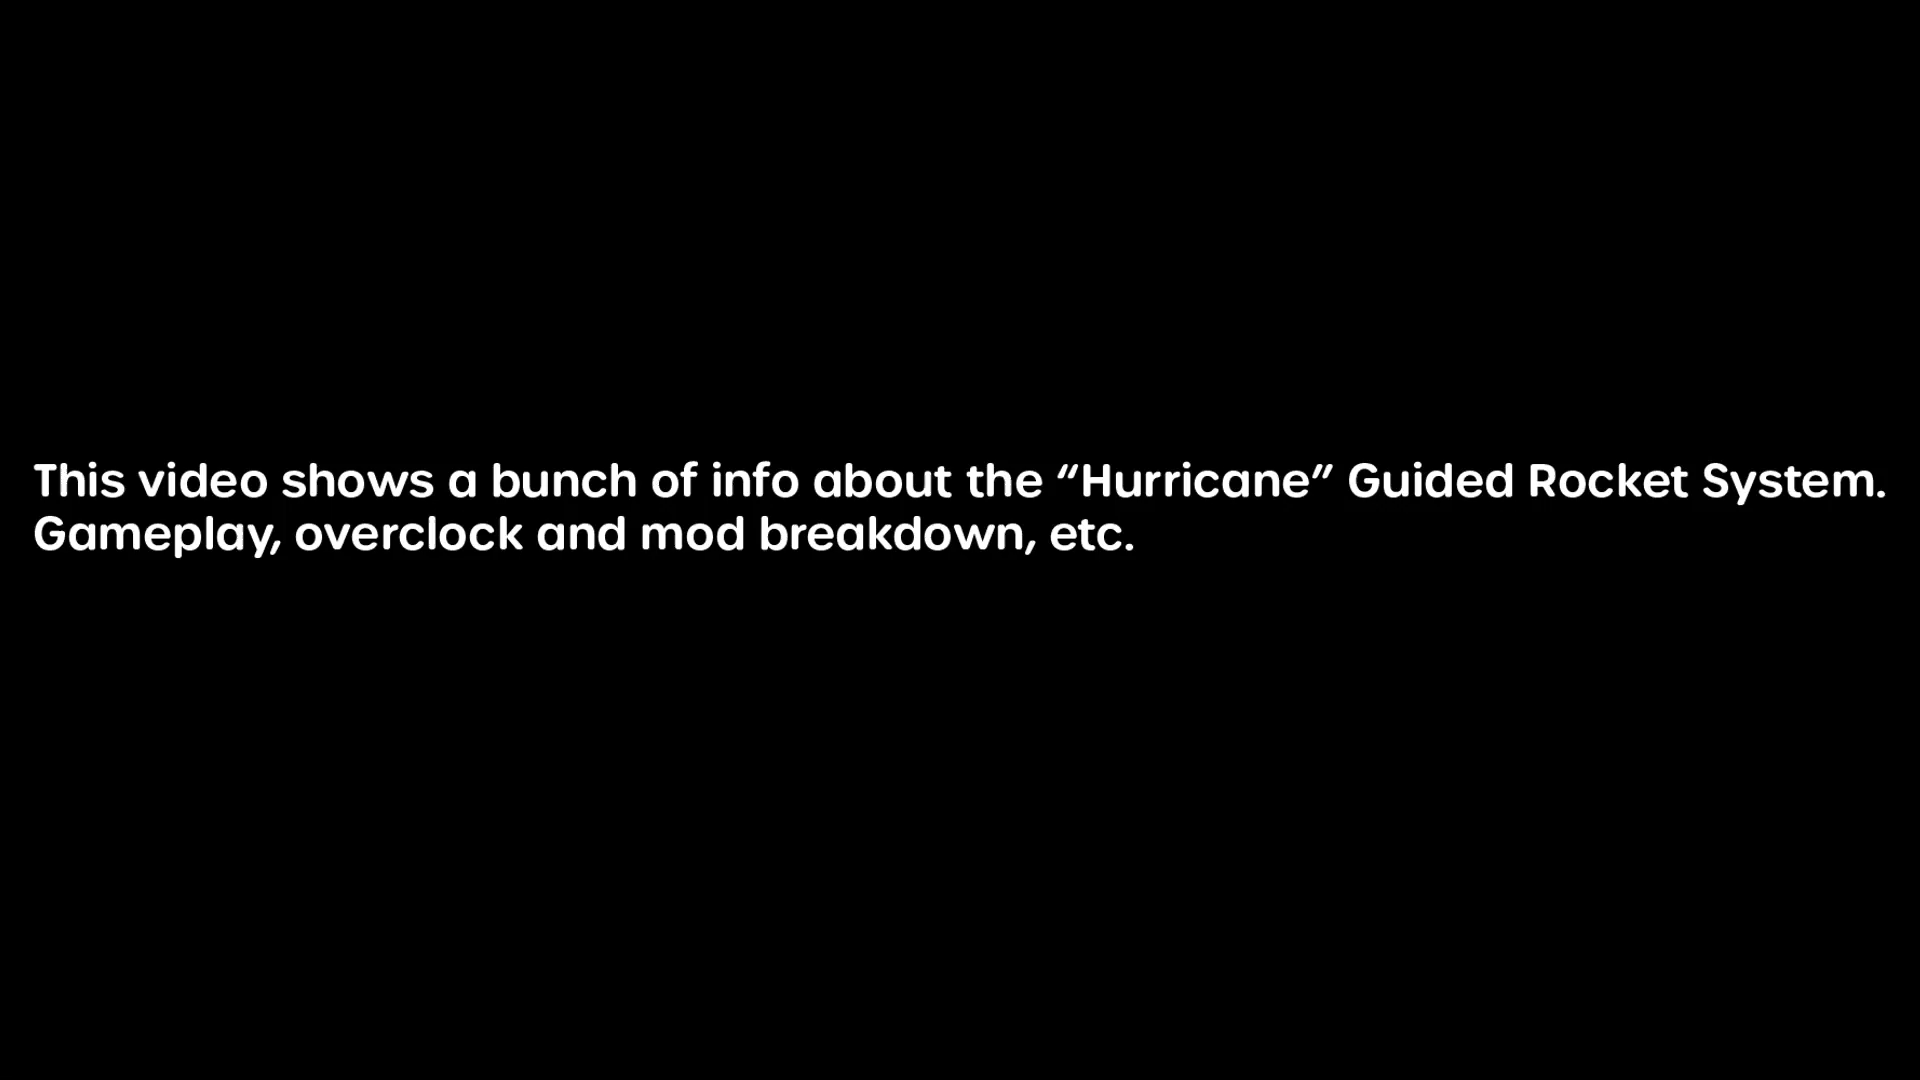 This video shows a bunch of info about the “Hurricane” Guided Rocket System.
Gameplay, overclock and mod breakdown, etc.